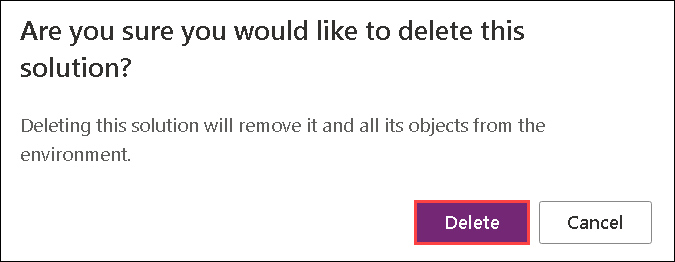 Are you sure you would like to delete this
solution?
Deleting this solution will remove it and all its objects from the
environment.
Delete
Cancel